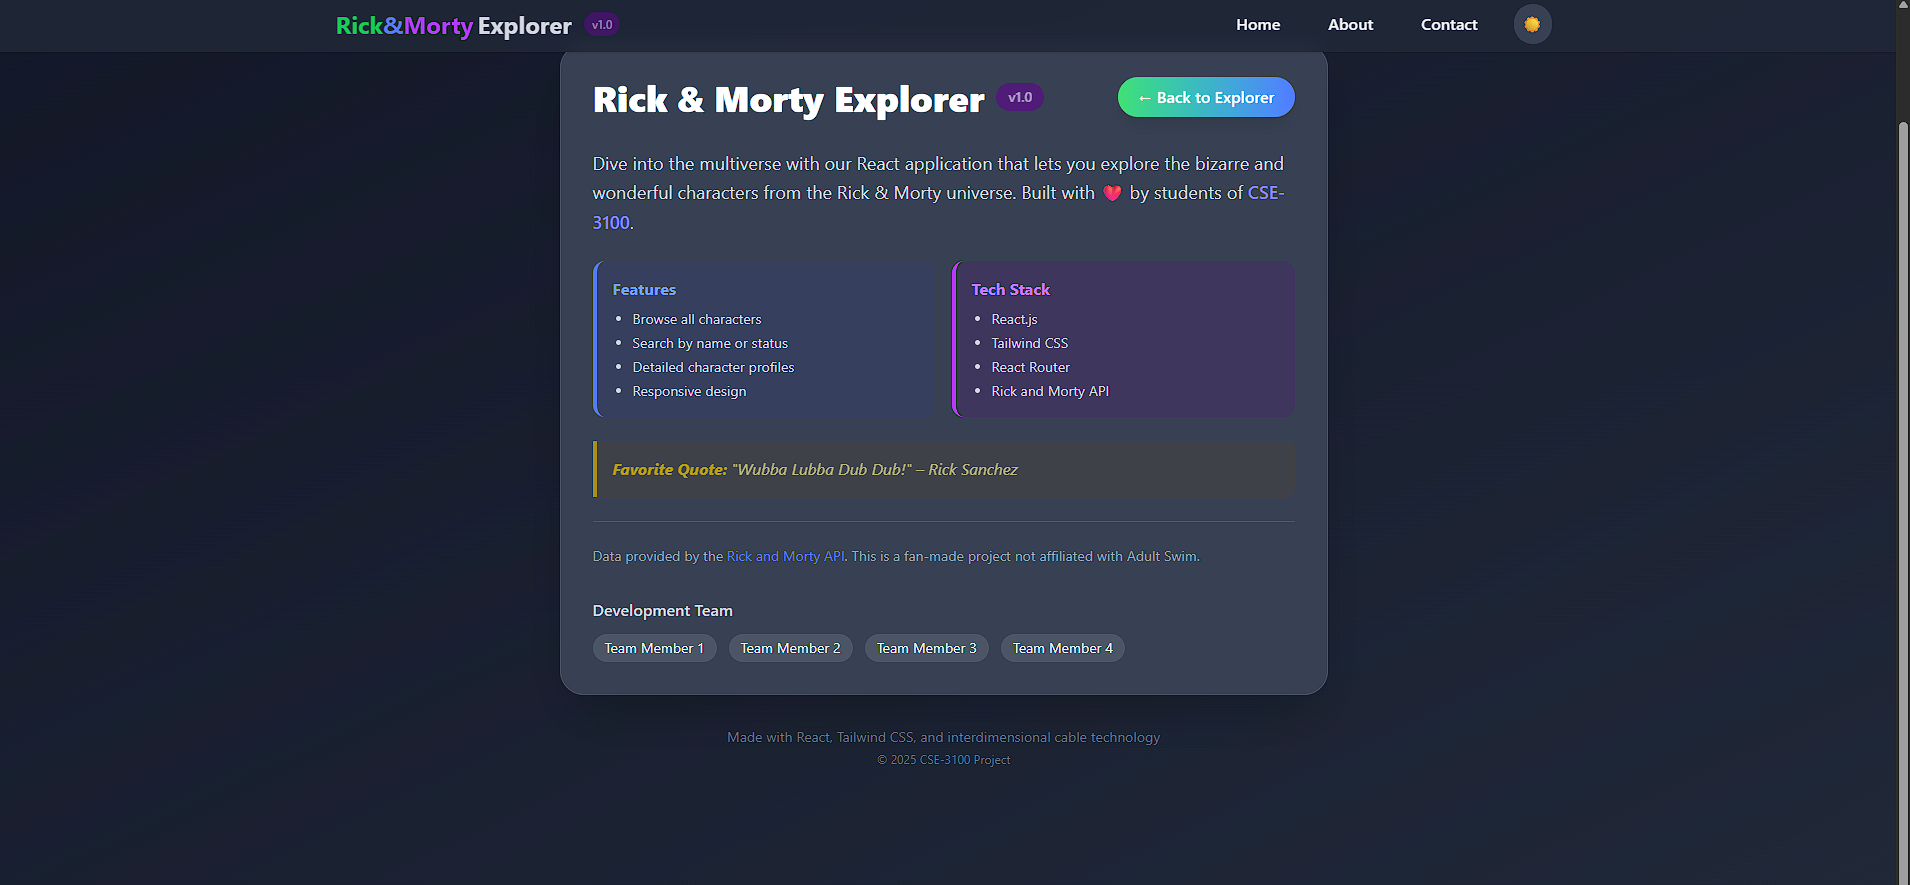 Rick&Morty Explorer v1.0
Home About Contact
Rick & Morty Explorer v1.0
← Back to Explorer
Dive into the multiverse with our React application that lets you explore the bizarre and
wonderful characters from the Rick & Morty universe. Built with 💗 by students of CSE-
3100.
Features
• Browse all characters
• Search by name or status
• Detailed character profiles
• Responsive design
Tech Stack
• React.js
• Tailwind CSS
• React Router
• Rick and Morty API
Favorite Quote: "Wubba Lubba Dub Dub!" – Rick Sanchez
Data provided by the Rick and Morty API. This is a fan-made project not affiliated with Adult Swim.
Development Team
Team Member 1 Team Member 2 Team Member 3 Team Member 4
Made with React, Tailwind CSS, and interdimensional cable technology
© 2025 CSE-3100 Project